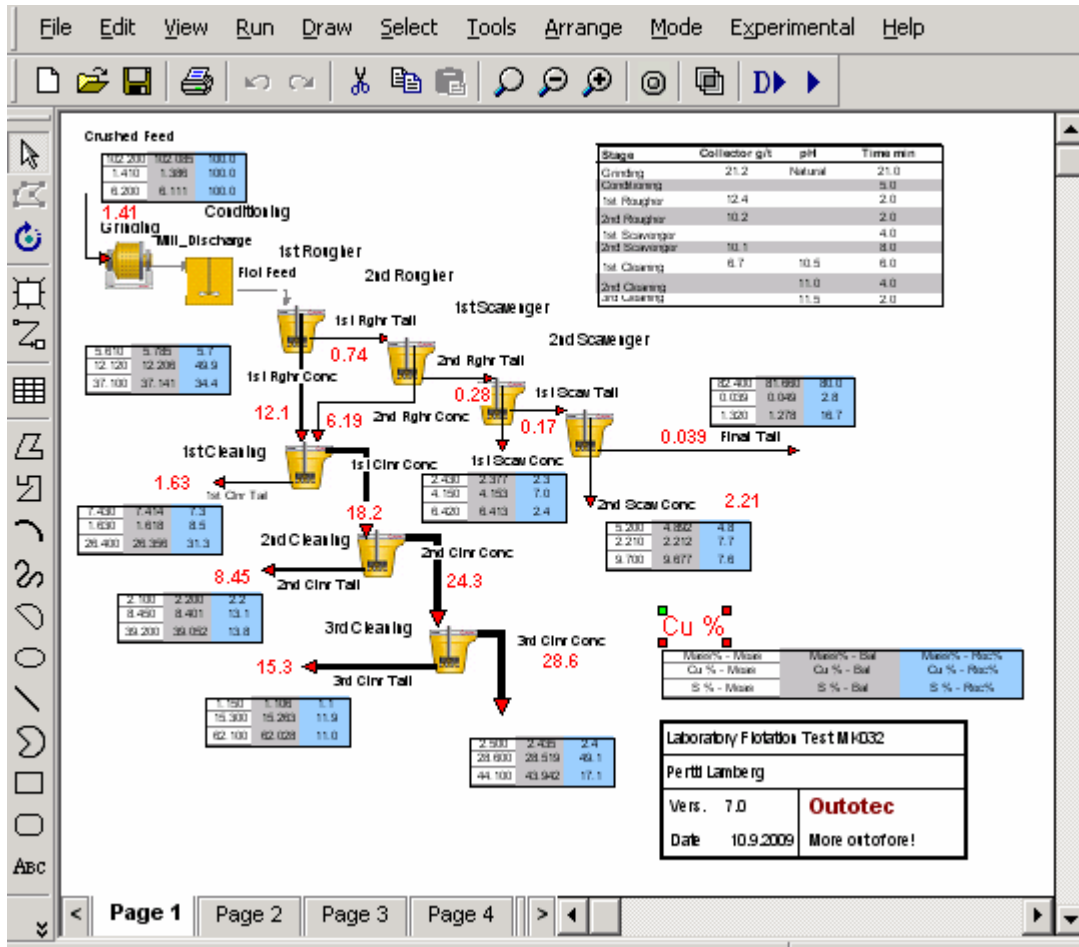 File Edit View Run Draw Select Tools Arrange Mode Experimental Help
D
Crushed Feed
102.200 102.085 100.0
1.410 1.386 100.0
6.200 6.111 100.0
1.41
Conditioning
Grinding
Mill_Discharge
Flot Feed
1st Rougher
2nd Rougher
1st Scavenger
2nd Scavenger
Stage Collector g/t pH Time min
Grinding 21.2 Natural 21.0
Conditioning 5.0
1st Rougher 12.4 2.0
2nd Rougher 10.2 2.0
1st Scavenger 4.0
2nd Scavenger 10.1 8.0
1st Cleaning 6.7 10.5 6.0
2nd Cleaning 11.0 4.0
3rd Cleaning 11.5 2.0
1st Rghr Tail
0.74
2nd Rghr Tail
5.610 5.785 5.7
12.120 12.206 49.9
37.100 37.141 34.4
1st Rghr Conc
0.28
1st Scav Tail
82.400 81.660 80.0
0.039 0.049 2.8
1.320 1.278 16.7
12.1
6.19
2nd Rghr Conc
0.17
0.039
Final Tail
1st Cleaning
1st Clnr Conc
1st Scav Conc
1.63
1st Clnr Tail
2.430 2.377 2.3
4.150 4.153 7.0
6.420 6.413 2.4
2nd Scav Conc
2.21
7.430 7.414 7.3
1.630 1.618 8.5
26.400 26.356 31.3
18.2
5.200 4.892 4.8
2.210 2.212 7.7
9.700 9.677 7.6
2nd Cleaning
2nd Clnr Conc
8.45
2nd Clnr Tail
24.3
2.100 2.200 2.2
8.450 8.401 13.1
39.200 39.052 13.8
Cu %
3rd Cleaning
3rd Clnr Conc
28.6
15.3
3rd Clnr Tail
Mass% - Meas Mass% - Bal Mass% - Rec%
Cu % - Meas Cu % - Bal Cu % - Rec%
S % - Meas S % - Bal S % - Rec%
1.150 1.106 1.1
15.300 15.263 11.9
62.100 62.028 11.0
2.500 2.435 2.4
28.600 28.519 49.1
44.100 43.942 17.1
Laboratory Flotation Test MK032
Pertti Lamberg
Vers. 7.0 Outotec
Date 10.9.2009 More out of ore!
ABC
Page 1 Page 2 Page 3 Page 4